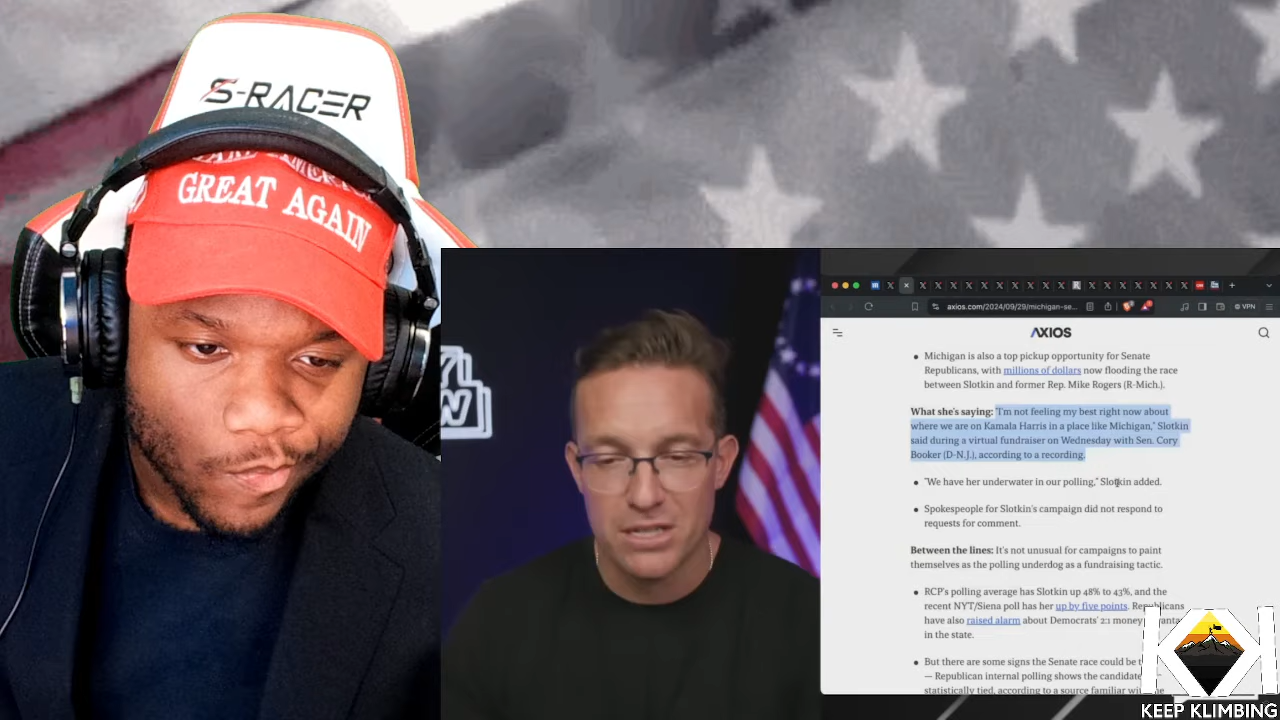 S-RACER
MAKE AMERICA
GREAT AGAIN
AXIOS
axios.com/2024/09/29/michigan-se...
VPN
Michigan is also a top pickup opportunity for Senate
Republicans, with millions of dollars now flooding the race
between Slotkin and former Rep. Mike Rogers (R-Mich.).
What she's saying: "I'm not feeling my best right now about
where we are on Kamala Harris in a place like Michigan," Slotkin
said during a virtual fundraiser on Wednesday with Sen. Cory
Booker (D-N.J.), according to a recording.
"We have her underwater in our polling," Slotkin added.
Spokespeople for Slotkin's campaign did not respond to
requests for comment.
Between the lines: It's not unusual for campaigns to paint
themselves as the polling underdog as a fundraising tactic.
RCP's polling average has Slotkin up 48% to 43%, and the
recent NYT/Siena poll has her up by five points. Republicans
have also raised alarm about Democrats' 2:1 money
in the state.
But there are some signs the Senate race could be
— Republican internal polling shows the candidate
statistically tied, according to a source familiar with the
KK
KEEP KLIMBING